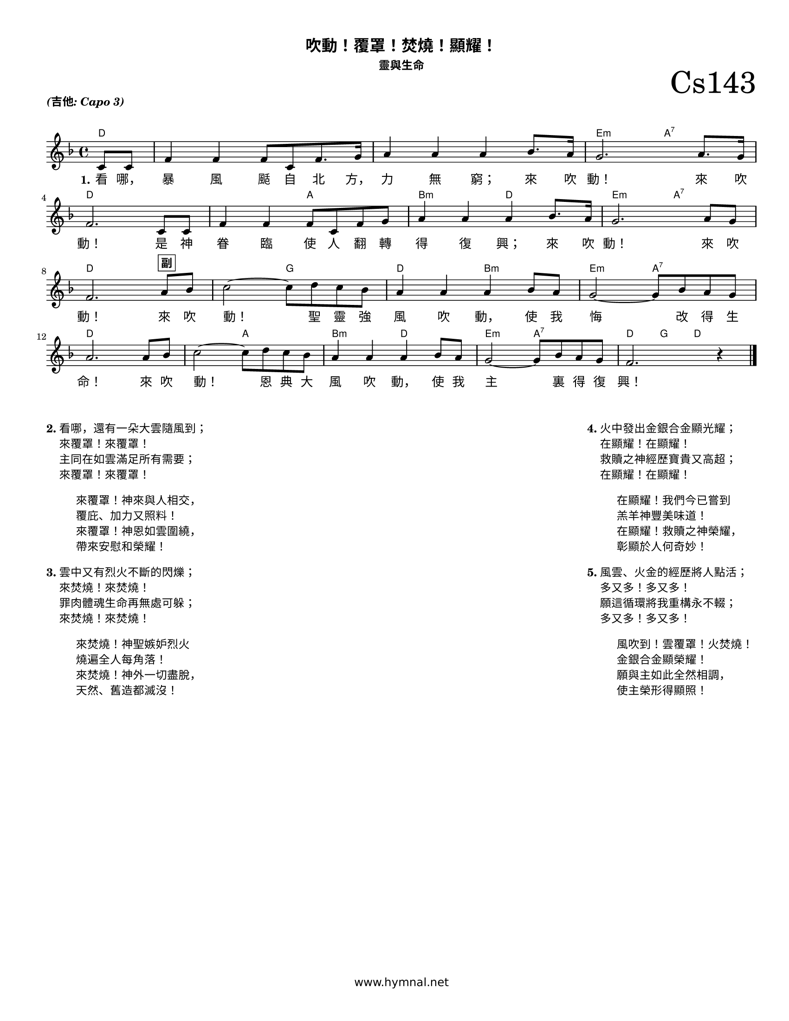 吹動！覆罩！焚燒！顯耀！
靈與生命
Cs143
(吉他: Capo 3)
D Em A7
1. 看 哪， 暴 風 颳 自 北 方，力 無 窮； 來 吹 動！ 來 吹
4 D A Bm D Em A7
動！ 是 神 眷 臨 使 人 翻 轉 得 復 興； 來 吹 動！ 來 吹
副
8 D G D Bm Em A7
動！ 來 吹 動！ 聖 靈 強 風 吹 動， 使 我 悔 改 得 生
12 D A Bm D Em A7 D G D
命！ 來 吹 動！ 恩 典 大 風 吹 動， 使 我 主 裏 得 復 興！
2. 看哪，還有一朵大雲隨風到；
來覆罩！來覆罩！
主同在如雲滿足所有需要；
來覆罩！來覆罩！
來覆罩！神來與人相交，
覆庇、加力又照料！
來覆罩！神恩如雲圍繞，
帶來安慰和榮耀！
3. 雲中又有烈火不斷的閃爍；
來焚燒！來焚燒！
罪肉體魂生命再無處可躲；
來焚燒！來焚燒！
來焚燒！神聖嫉妒烈火
燒遍全人每角落！
來焚燒！神外一切盡脫，
天然、舊造都滅沒！
4. 火中發出金銀合金顯光耀；
在顯耀！在顯耀！
救贖之神經歷寶貴又高超；
在顯耀！在顯耀！
在顯耀！我們今已嘗到
羔羊神豐美味道！
在顯耀！救贖之神榮耀，
彰顯於人何奇妙！
5. 風雲、火金的經歷將人點活；
多又多！多又多！
願這循環將我重構永不輟；
多又多！多又多！
風吹到！雲覆罩！火焚燒！
金銀合金顯榮耀！
願與主如此全然相調，
使主榮形得顯照！
www.hymnal.net